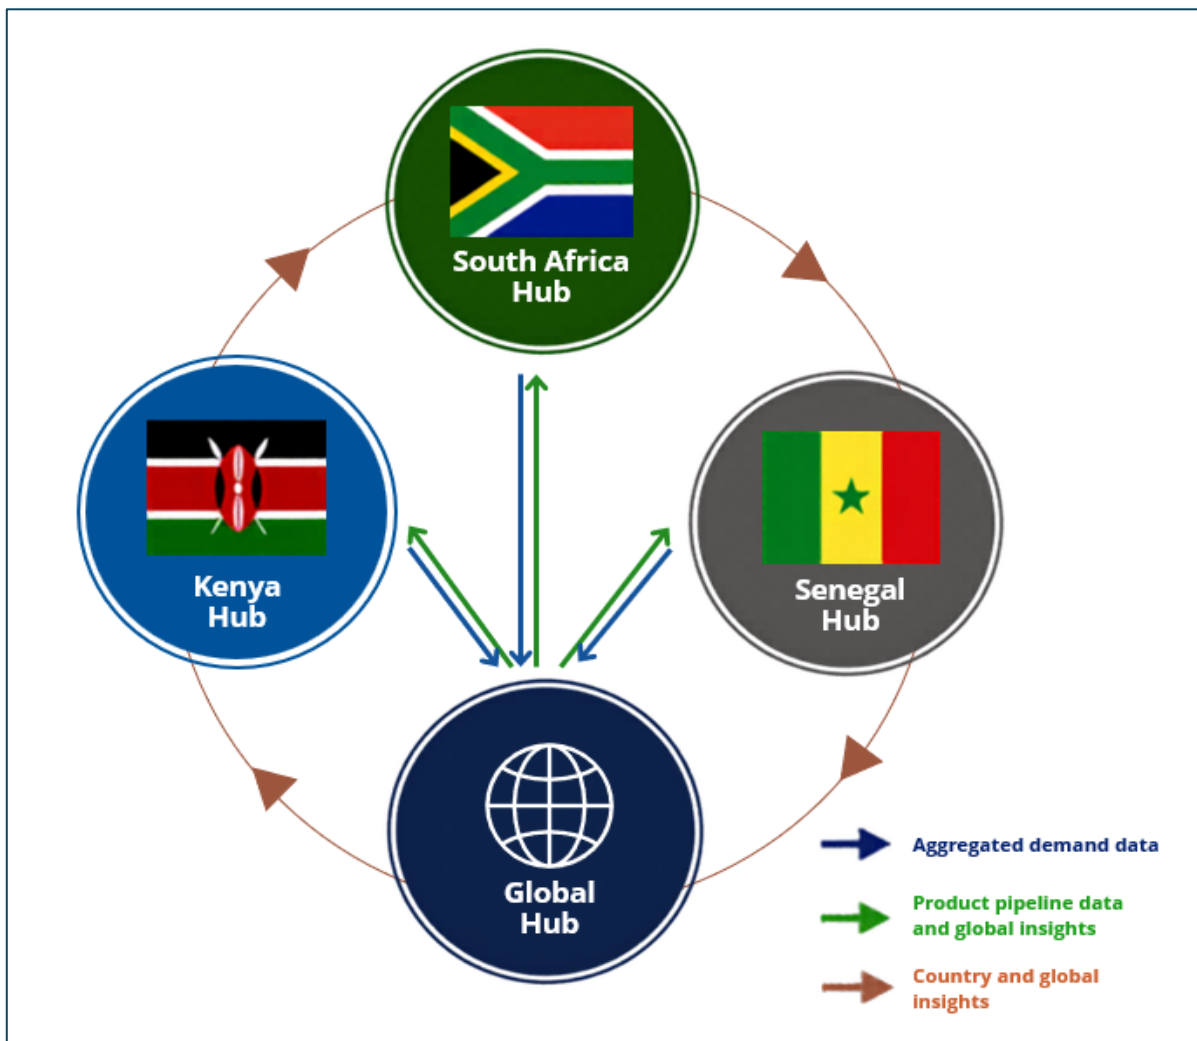 South Africa
Hub
Kenya
Hub
Senegal
Hub
Global
Hub
Aggregated demand data
Product pipeline data
and global insights
Country and global
insights